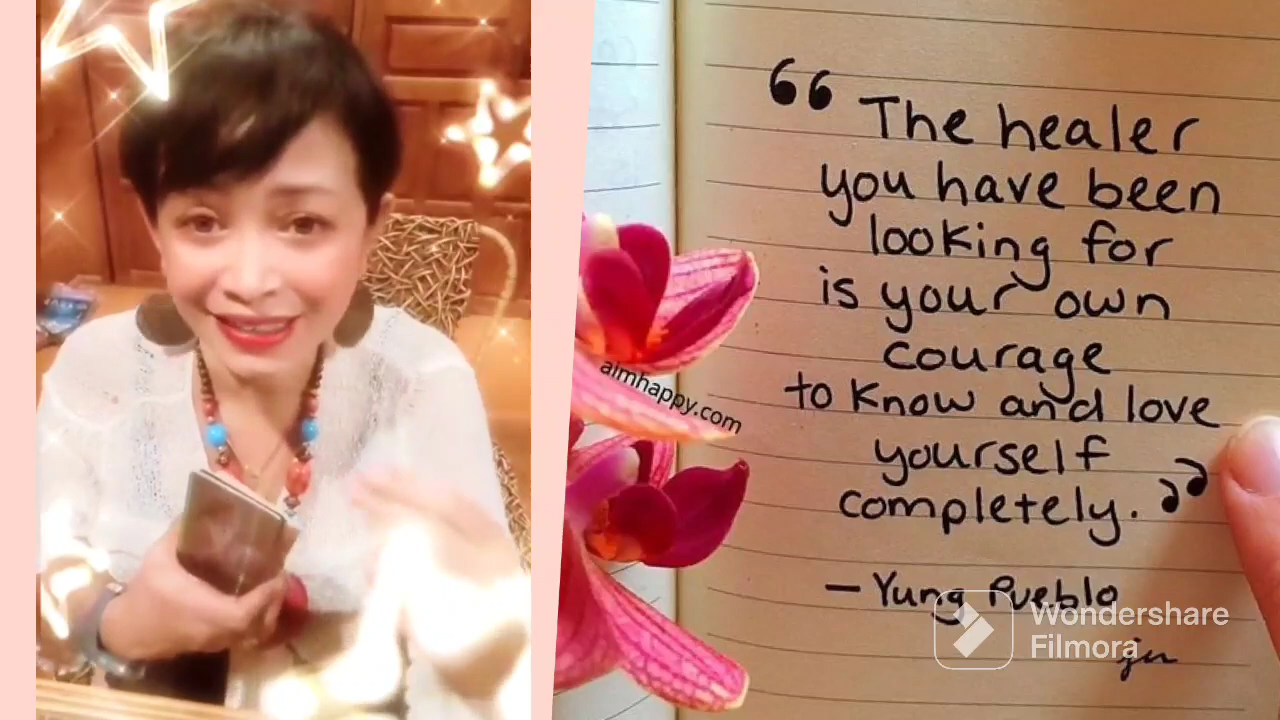 “ The healer
you have been
looking for
is your own
courage
to know and love
yourself
completely. ”
— Yung Pueblo
aimhappy.com
Wondershare
Filmora